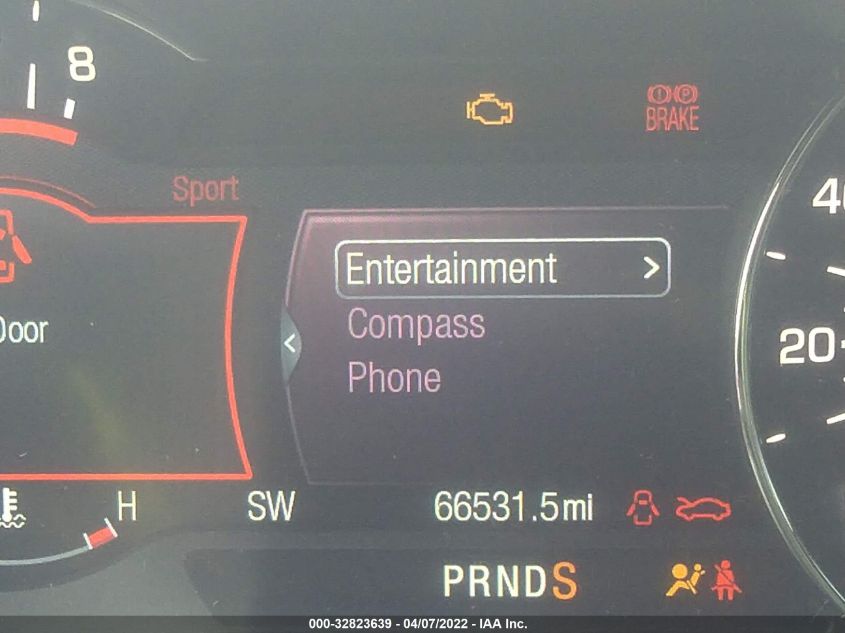 8
BRAKE
Sport
40
Entertainment >
Compass
Door
20
Phone
H
SW
66531.5mi
PRNDS
000-32823639 - 04/07/2022 - IAA Inc.